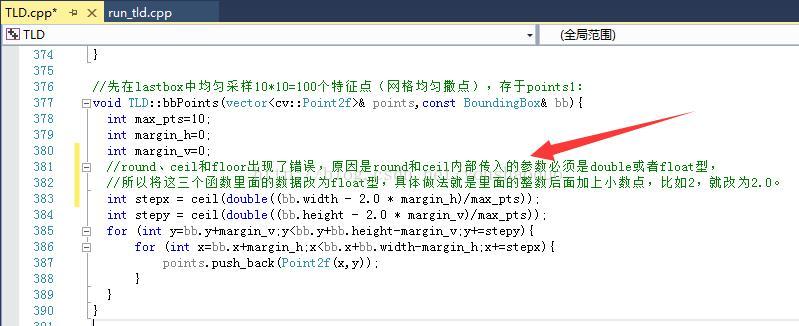 TLD.cpp*
run_tld.cpp
TLD
(全局范围)
374 }
375
376 //先在lastbox中均匀采样10*10=100个特征点（网格均匀撒点），存于points1：
377 void TLD::bbPoints(vector<cv::Point2f>& points,const BoundingBox& bb){
378 int max_pts=10;
379 int margin_h=0;
380 int margin_v=0;
381 //round、ceil和floor出现了错误，原因是round和ceil内部传入的参数必须是double或者float型，
382 //所以将这三个函数里面的数据改为float型，具体做法就是里面的整数后面加上小数点，比如2，就改为2.0。
383 int stepx = ceil(double((bb.width - 2.0 * margin_h)/max_pts));
384 int stepy = ceil(double((bb.height - 2.0 * margin_v)/max_pts));
385 for (int y=bb.y+margin_v;y<bb.y+bb.height-margin_v;y+=stepy){
386 for (int x=bb.x+margin_h;x<bb.x+bb.width-margin_h;x+=stepx){
387 points.push_back(Point2f(x,y));
388 }
389 }
390 }